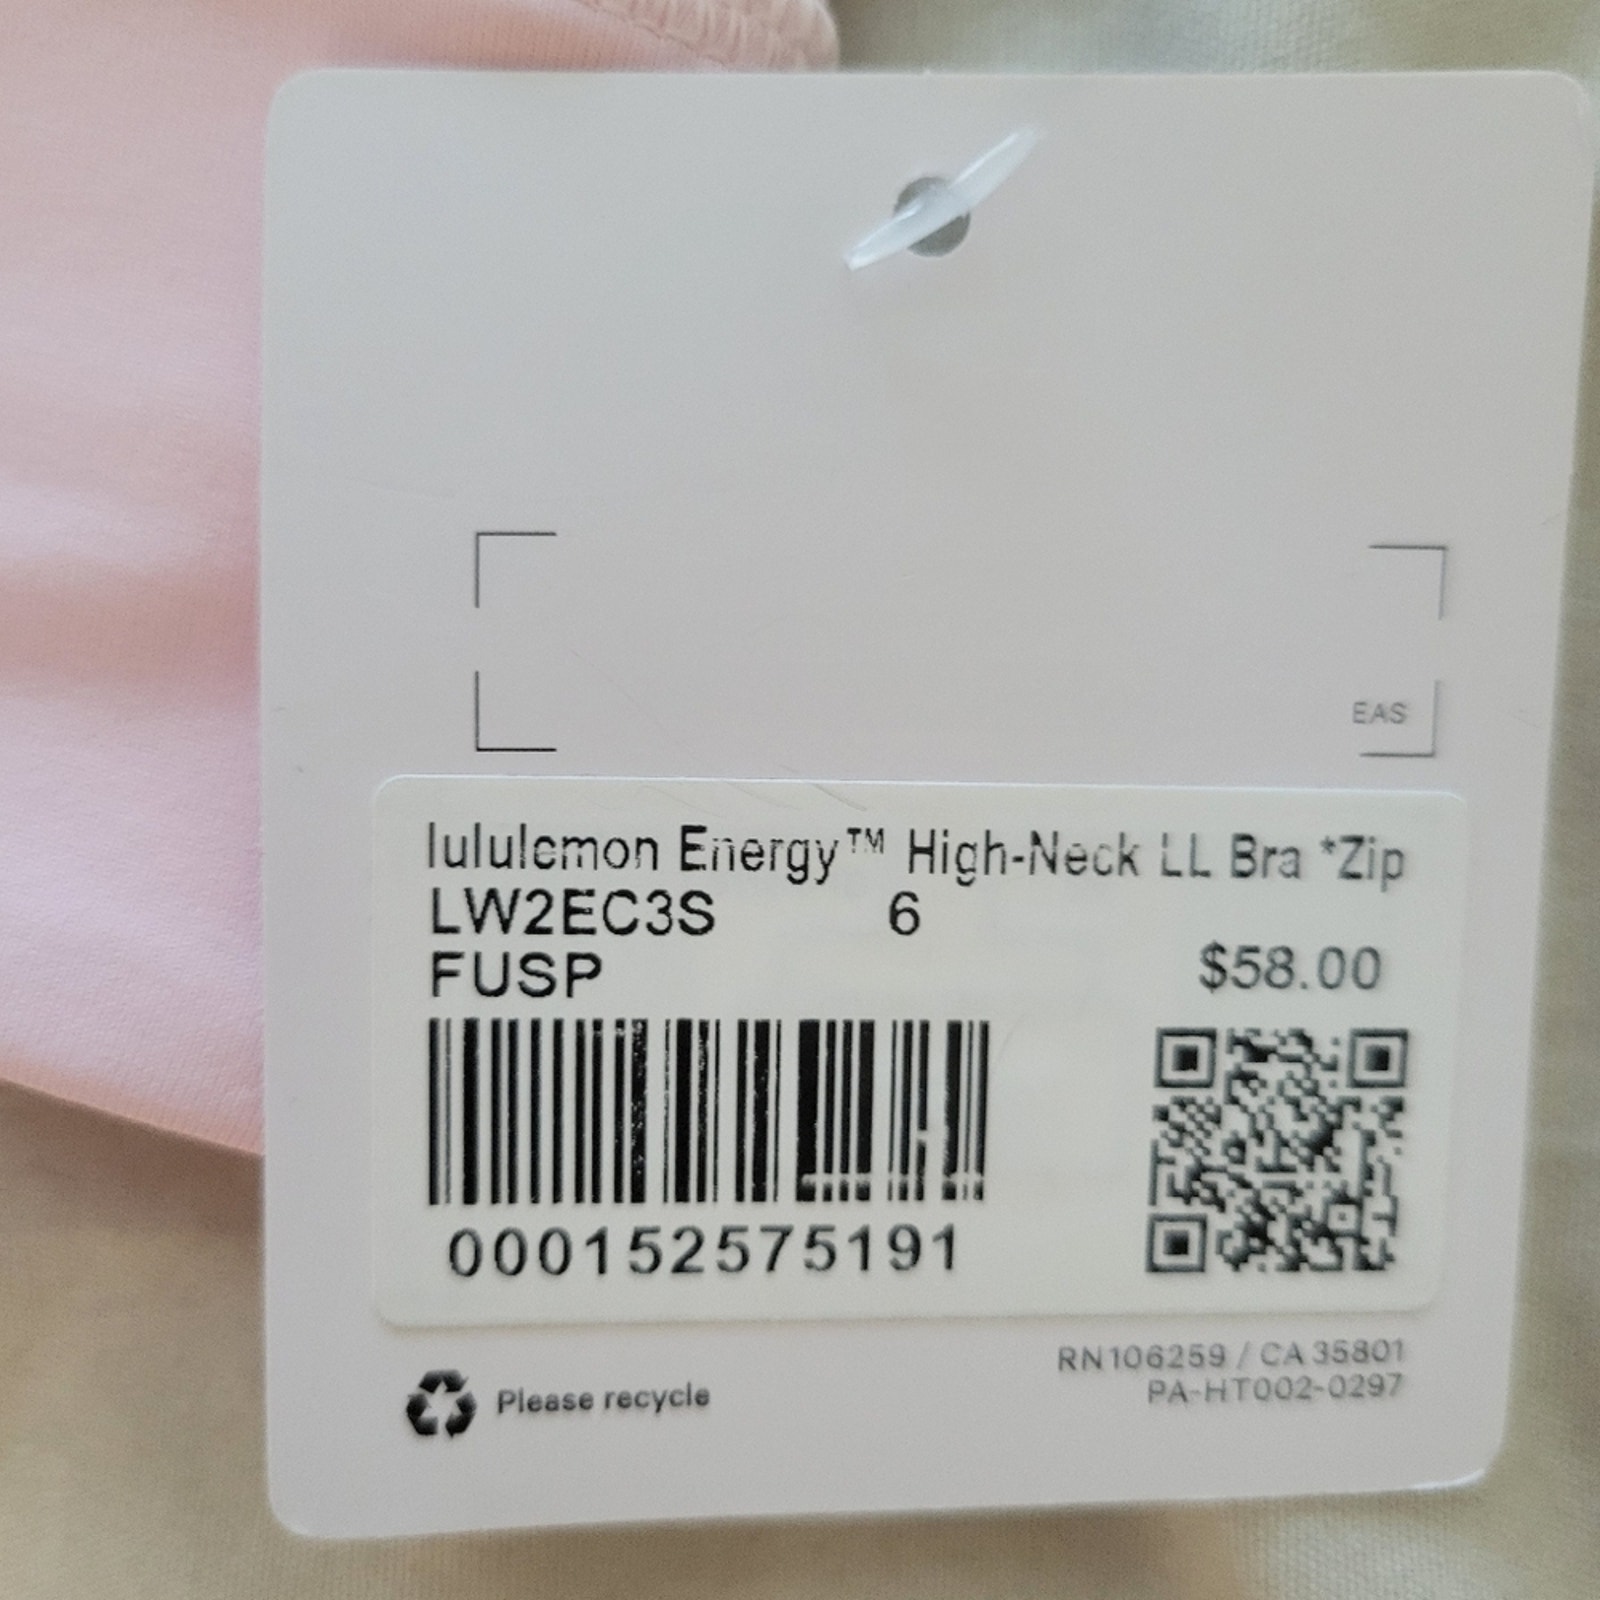 EAS
lululemon Energy™ High-Neck LL Bra *Zip
LW2EC3S 6
FUSP
$58.00
000152575191
RN106259 / CA 35801
PA-HT002-0297
Please recycle